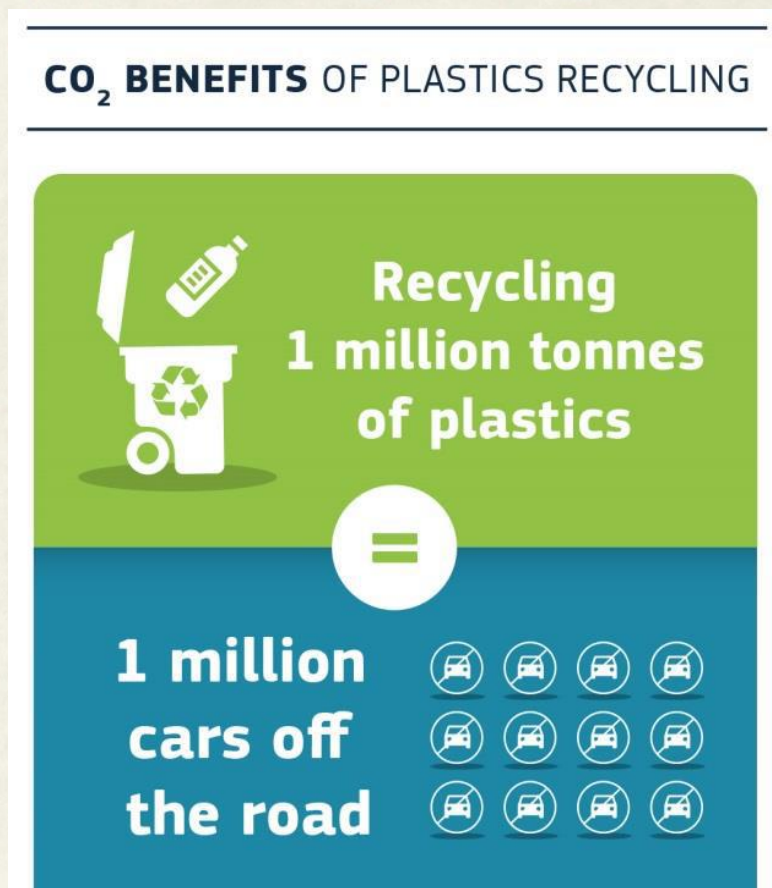 CO₂ BENEFITS OF PLASTICS RECYCLING
Recycling
1 million tonnes
of plastics
=
1 million
cars off
the road